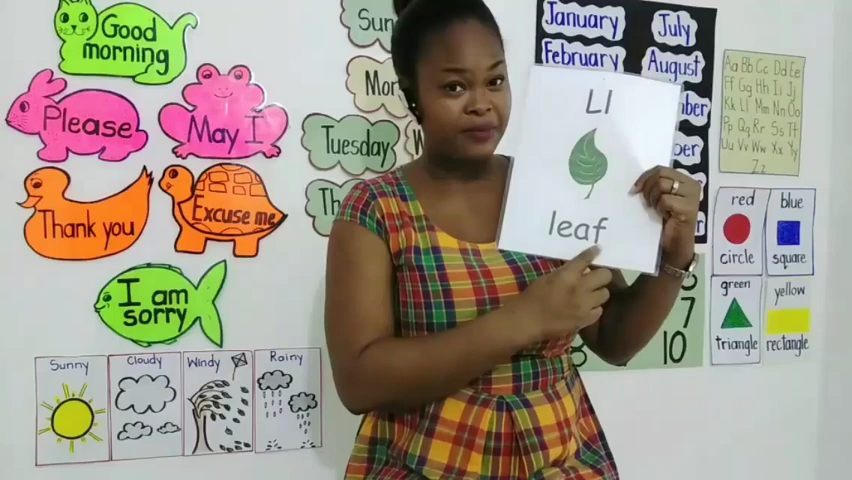 Good
morning
Please
May I
Thank you
Excuse me
I am
sorry
Sunny
Cloudy
Windy
Rainy
Tuesday
Ll
leaf
January
February
July
August
Aa Bb Cc Dd Ee
Ff Gg Hh Ii Jj
Kk Ll Mm Nn Oo
Pp Qq Rr Ss Tt
Uu Vv Ww Xx Yy
Zz
red
circle
blue
square
green
triangle
yellow
rectangle
7
10